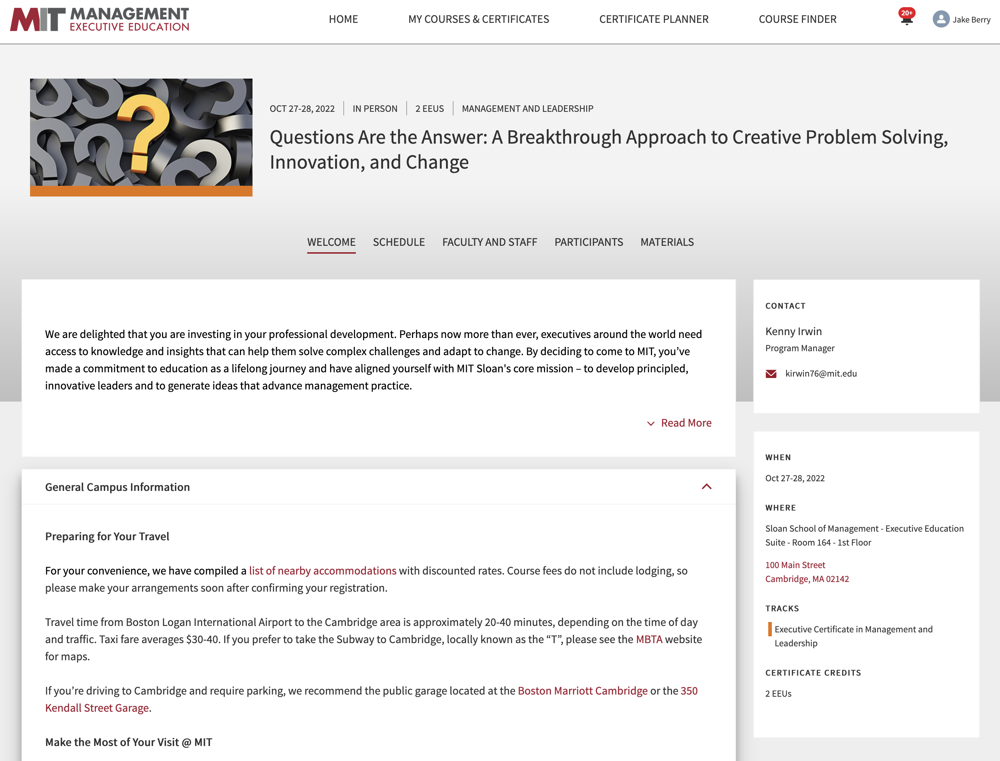 MIT MANAGEMENT
EXECUTIVE EDUCATION
HOME
MY COURSES & CERTIFICATES
CERTIFICATE PLANNER
COURSE FINDER
20+
Jake Berry
OCT 27-28, 2022
IN PERSON
2 EEUS
MANAGEMENT AND LEADERSHIP
Questions Are the Answer: A Breakthrough Approach to Creative Problem Solving,
Innovation, and Change
WELCOME
SCHEDULE
FACULTY AND STAFF
PARTICIPANTS
MATERIALS
We are delighted that you are investing in your professional development. Perhaps now more than ever, executives around the world need
access to knowledge and insights that can help them solve complex challenges and adapt to change. By deciding to come to MIT, you’ve
made a commitment to education as a lifelong journey and have aligned yourself with MIT Sloan's core mission – to develop principled,
innovative leaders and to generate ideas that advance management practice.
Read More
General Campus Information
Preparing for Your Travel
For your convenience, we have compiled a list of nearby accommodations with discounted rates. Course fees do not include lodging, so
please make your arrangements soon after confirming your registration.
Travel time from Boston Logan International Airport to the Cambridge area is approximately 20-40 minutes, depending on the time of day
and traffic. Taxi fare averages $30-40. If you prefer to take the Subway to Cambridge, locally known as the “T”, please see the MBTA website
for maps.
If you’re driving to Cambridge and require parking, we recommend the public garage located at the Boston Marriott Cambridge or the 350
Kendall Street Garage.
Make the Most of Your Visit @ MIT
CONTACT
Kenny Irwin
Program Manager
kirwin76@mit.edu
WHEN
Oct 27-28, 2022
WHERE
Sloan School of Management - Executive Education
Suite - Room 164 - 1st Floor
100 Main Street
Cambridge, MA 02142
TRACKS
Executive Certificate in Management and
Leadership
CERTIFICATE CREDITS
2 EEUs